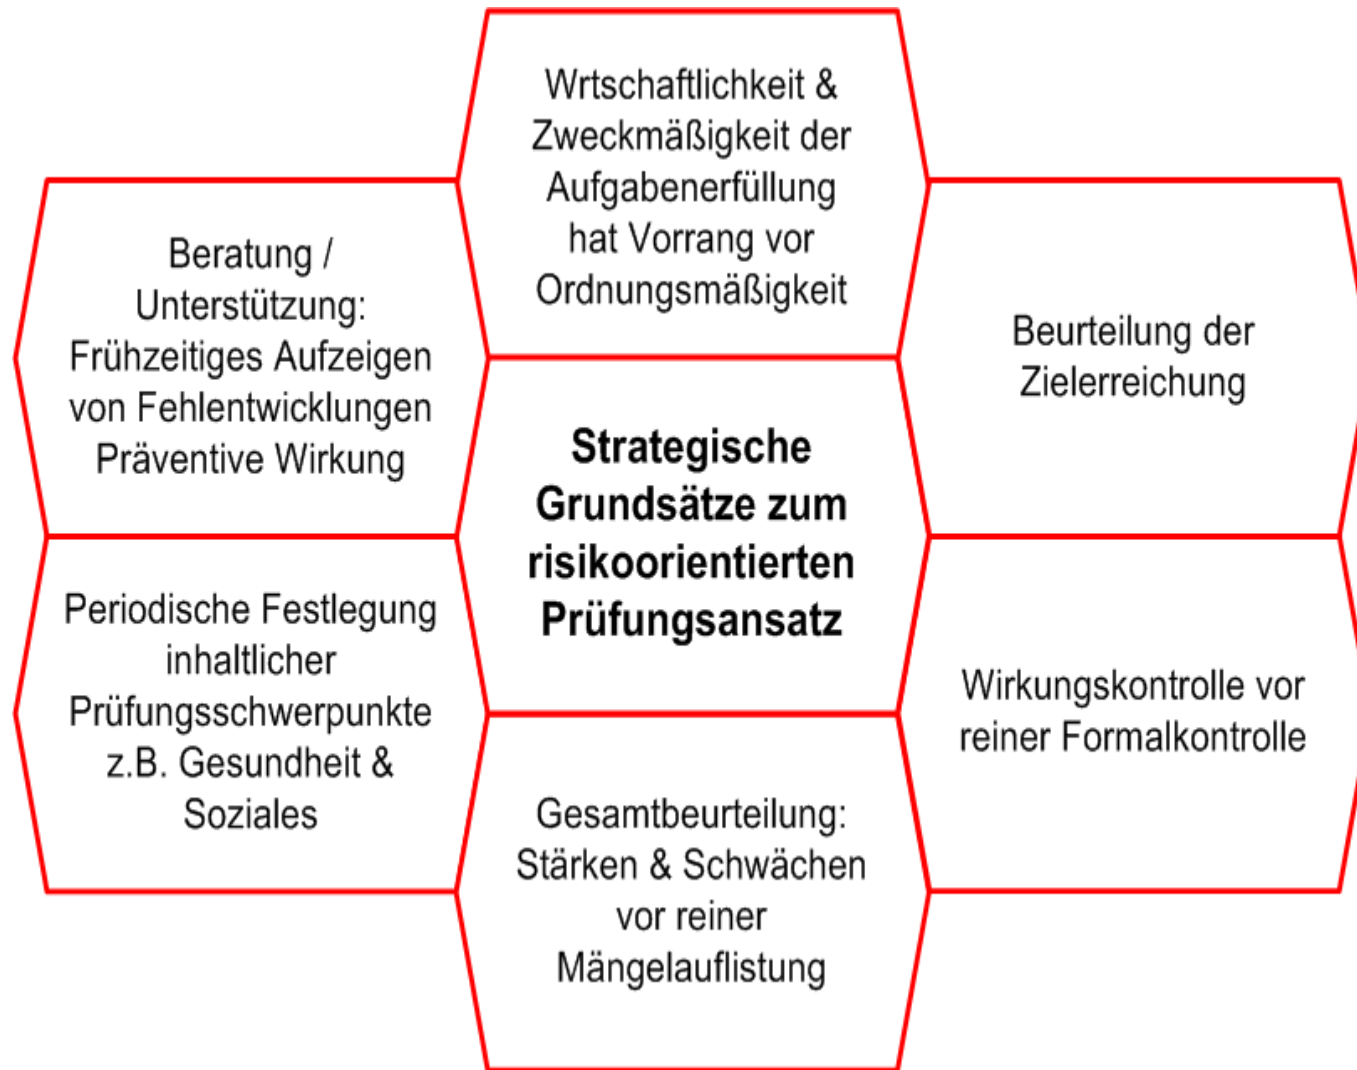 Wrtschaftlichkeit &
Zweckmäßigkeit der
Aufgabenerfüllung
hat Vorrang vor
Ordnungsmäßigkeit
Beratung /
Unterstützung:
Frühzeitiges Aufzeigen
von Fehlentwicklungen
Präventive Wirkung
Beurteilung der
Zielerreichung
Strategische
Grundsätze zum
risikoorientierten
Prüfungsansatz
Periodische Festlegung
inhaltlicher
Prüfungsschwerpunkte
z.B. Gesundheit &
Soziales
Wirkungskontrolle vor
reiner Formalkontrolle
Gesamtbeurteilung:
Stärken & Schwächen
vor reiner
Mängelauflistung